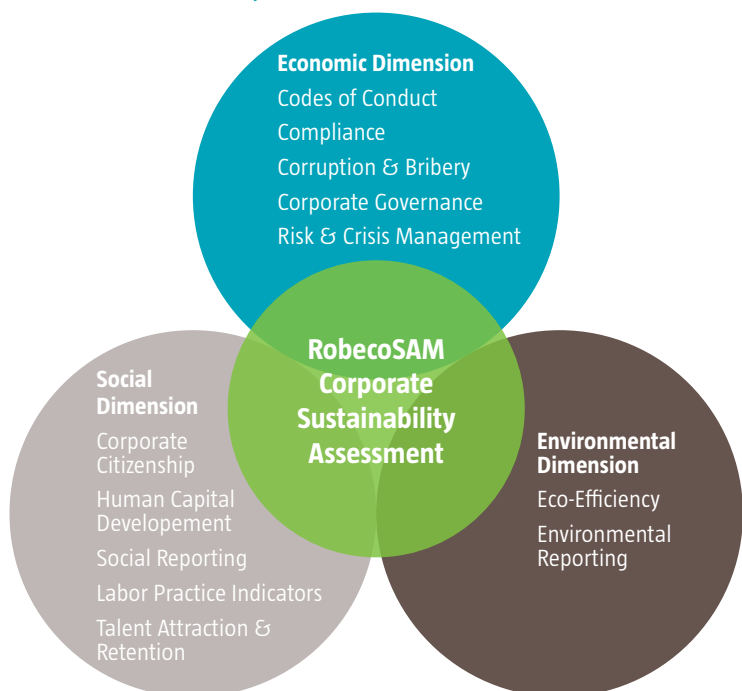 Economic Dimension
Codes of Conduct
Compliance
Corruption & Bribery
Corporate Governance
Risk & Crisis Management
RobecoSAM
Corporate
Sustainability
Assessment
Social
Dimension
Corporate
Citizenship
Human Capital
Developement
Social Reporting
Labor Practice Indicators
Talent Attraction &
Retention
Environmental
Dimension
Eco-Efficiency
Environmental
Reporting